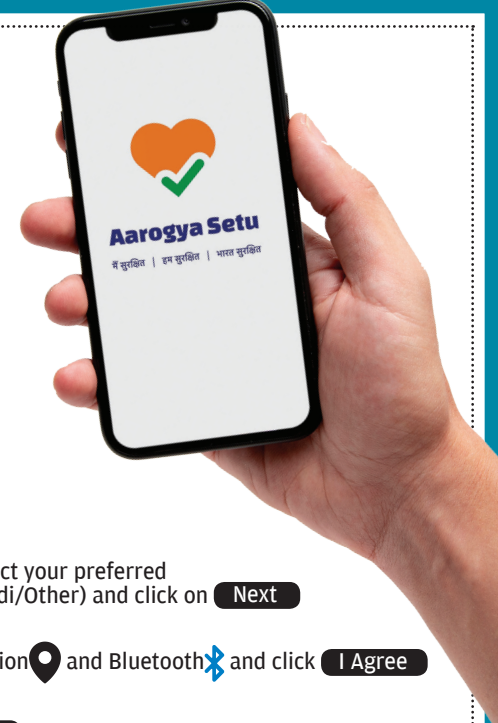 Aarogya Setu
मैं सुरक्षित | हम सुरक्षित | भारत सुरक्षित
ct your preferred
di/Other) and click on Next
ion and Bluetooth and click I Agree